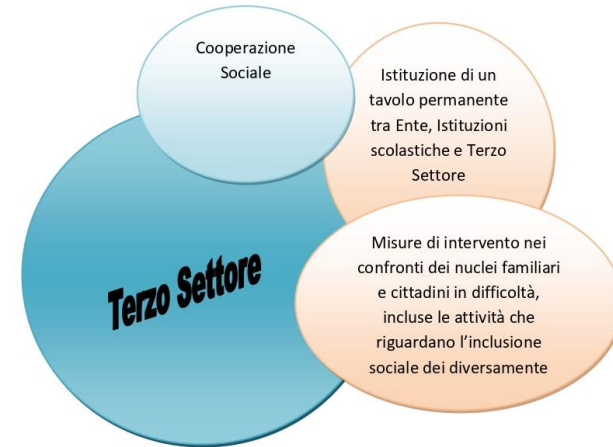 Cooperazione
Sociale
Istituzione di un
tavolo permanente
tra Ente, Istituzioni
scolastiche e Terzo
Settore
Terzo Settore
Misure di intervento nei
confronti dei nuclei familiari
e cittadini in difficoltà,
incluse le attività che
riguardano l’inclusione
sociale dei diversamente